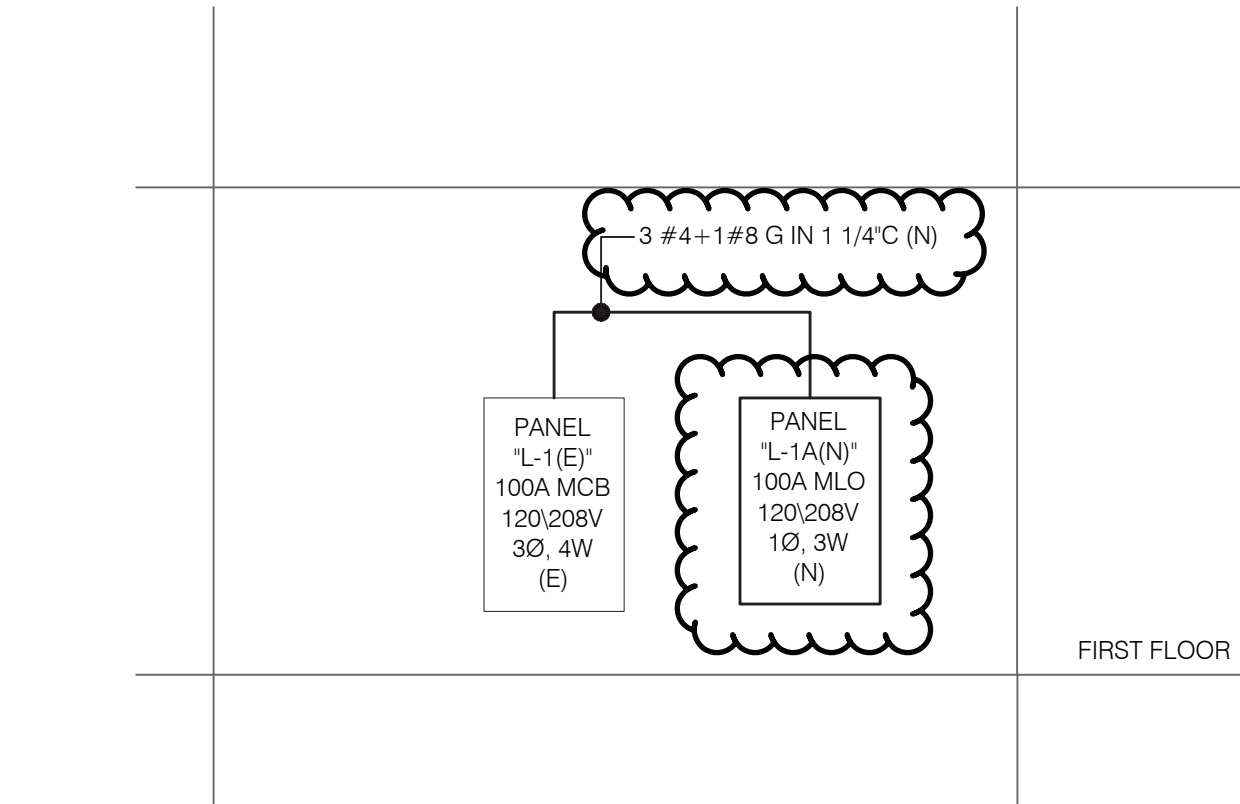 3 #4+1#8 G IN 1 1/4"C (N)
PANEL
"L-1(E)"
100A MCB
120\208V
3Ø, 4W
(E)
PANEL
"L-1A(N)"
100A MLO
120\208V
1Ø, 3W
(N)
FIRST FLOOR